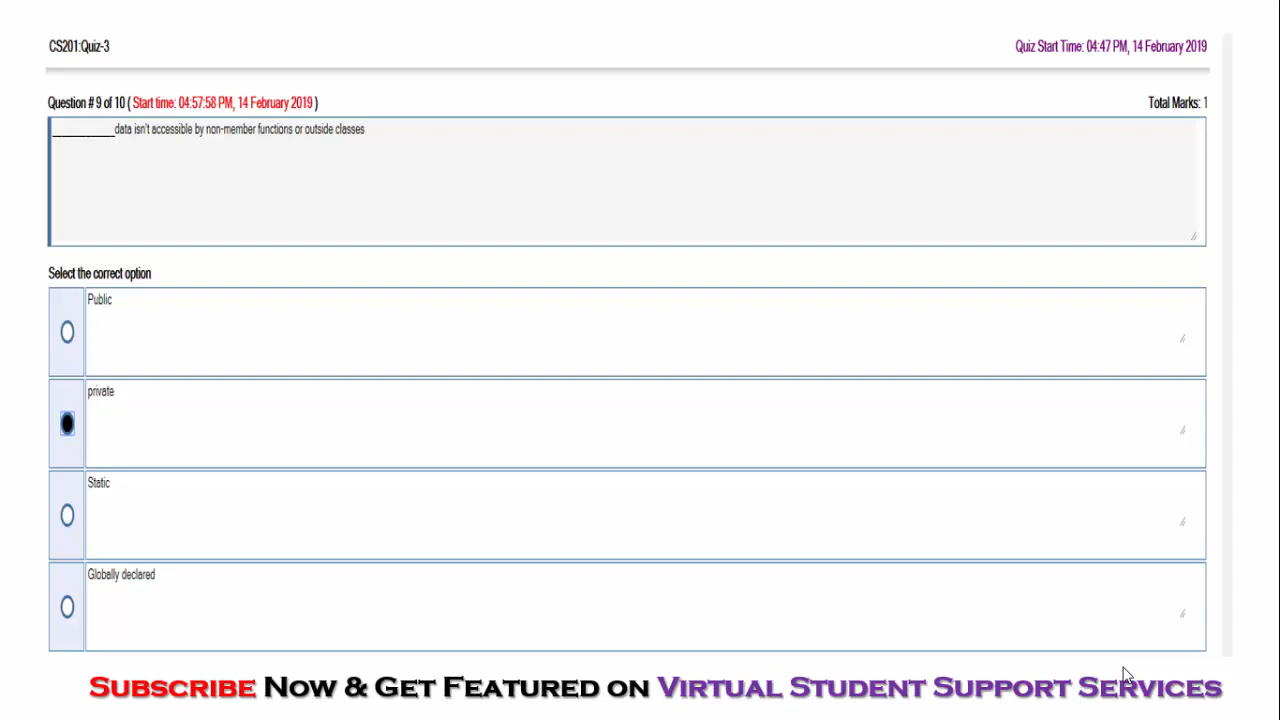 CS201:Quiz-3
Quiz Start Time: 04:47 PM, 14 February 2019
Question # 9 of 10 ( Start time: 04:57:58 PM, 14 February 2019 )
Total Marks: 1
____________data isn't accessible by non-member functions or outside classes
Select the correct option
Public
private
Static
Globally declared
SUBSCRIBE NOW & GET FEATURED ON VIRTUAL STUDENT SUPPORT SERVICES